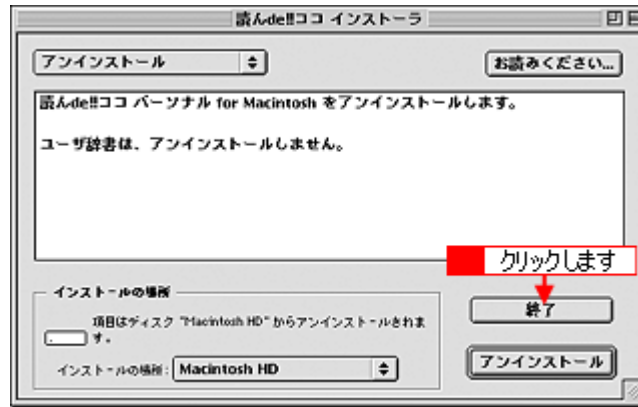 読んde!!ココ インストーラ
アンインストール
お読みください...
読んde!!ココ パーソナル for Macintosh をアンインストールします。
ユーザ辞書は、アンインストールしません。
クリックします
インストールの場所
項目はディスク "Macintosh HD" からアンインストールされま
す。
終了
インストールの場所: Macintosh HD
アンインストール